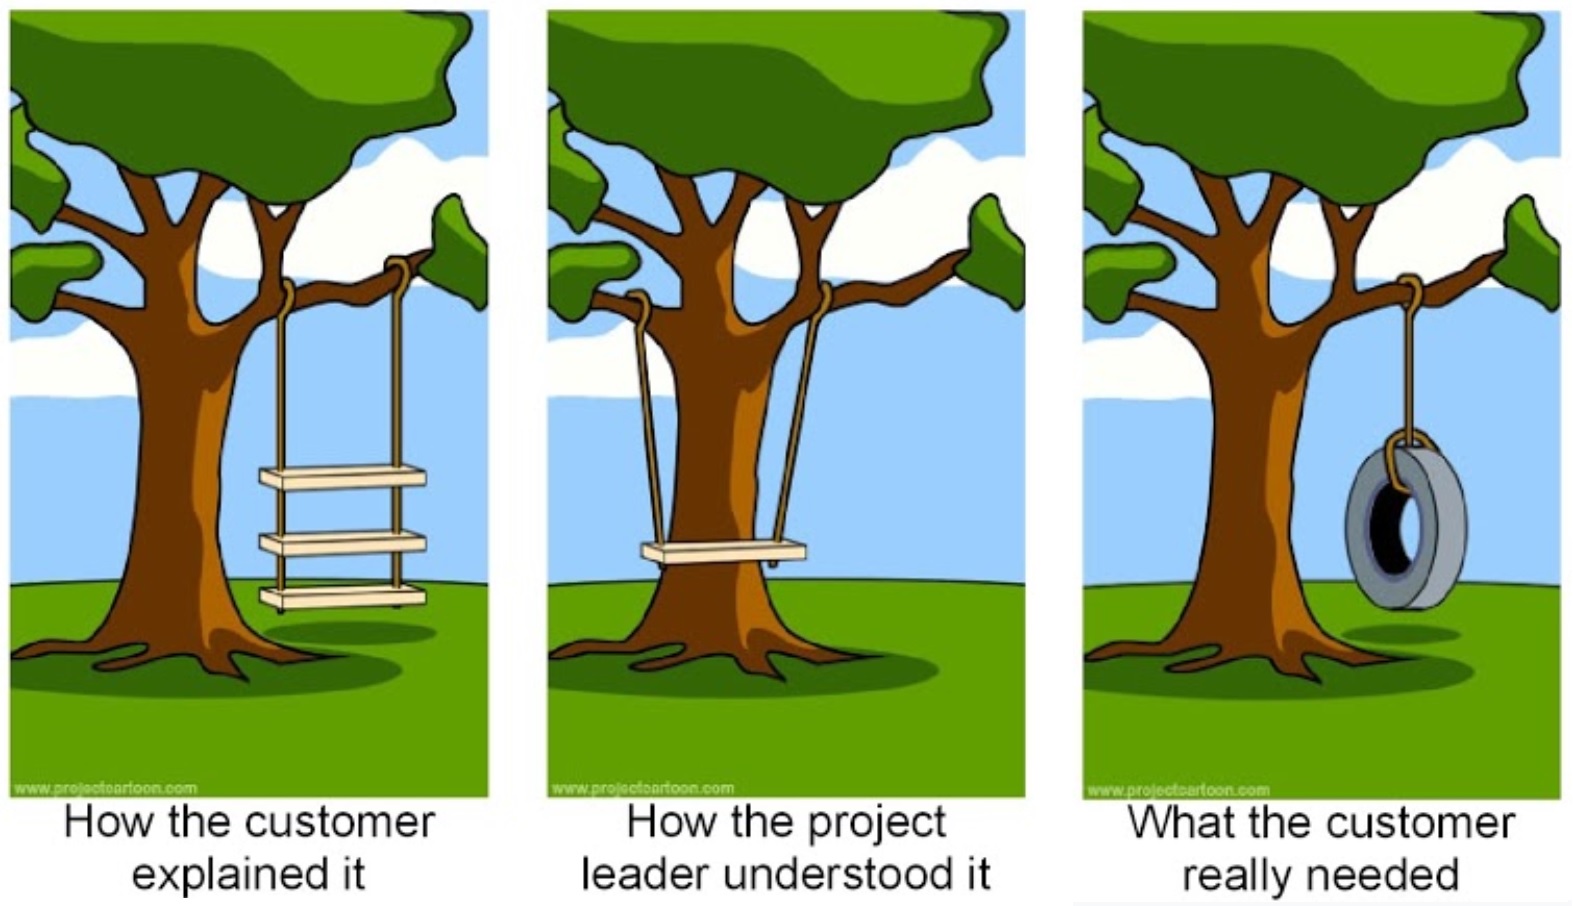 www.projectcartoon.com
www.projectcartoon.com
www.projectcartoon.com
How the customer
explained it
How the project
leader understood it
What the customer
really needed